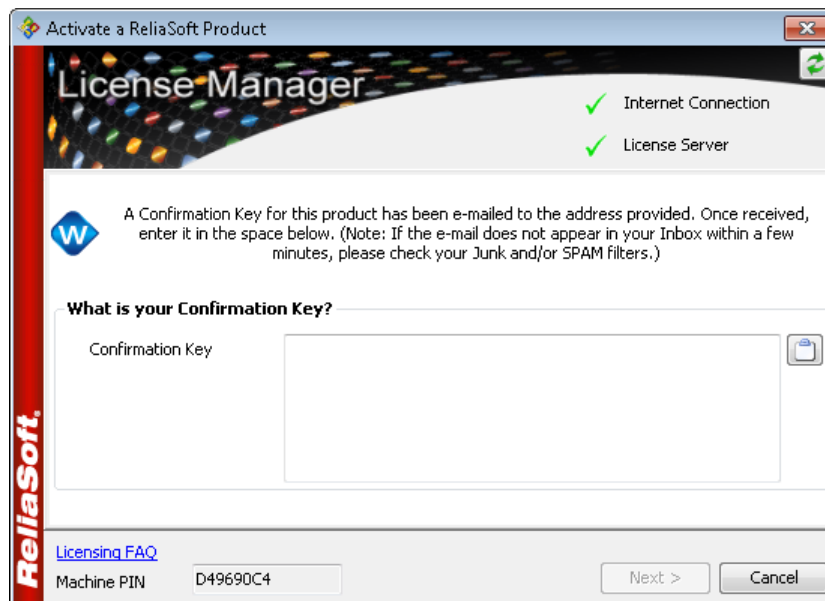 Activate a ReliaSoft Product
License Manager
Internet Connection
License Server
W
A Confirmation Key for this product has been e-mailed to the address provided. Once received,
enter it in the space below. (Note: If the e-mail does not appear in your Inbox within a few
minutes, please check your Junk and/or SPAM filters.)
What is your Confirmation Key?
Confirmation Key
ReliaSoft.
Licensing FAQ
Machine PIN D49690C4
Next > Cancel